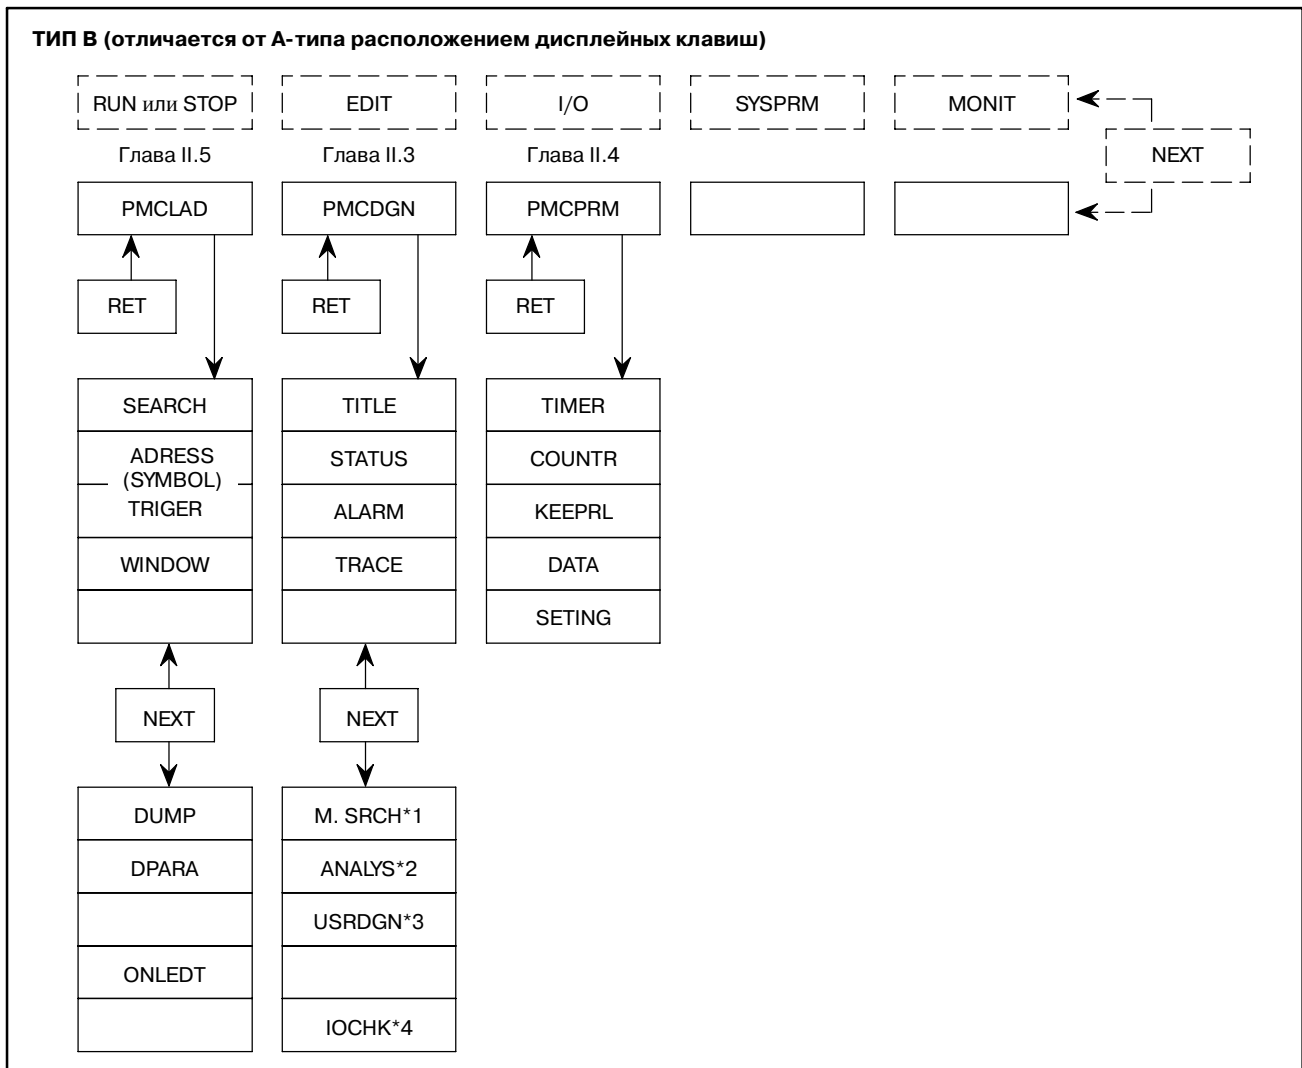 ТИП В (отличается от А-типа расположением дисплейных клавиш)
RUN или STOP EDIT I/O SYSPRM MONIT
Глава II.5 Глава II.3 Глава II.4 NEXT
PMCLAD PMCDGN PMCPRM
RET RET RET
SEARCH TITLE TIMER
ADRESS STATUS COUNTR
(SYMBOL)
TRIGER ALARM KEEPRL
WINDOW TRACE DATA
SETING
NEXT NEXT
DUMP M. SRCH*1
DPARA ANALYS*2
USRDGN*3
ONLEDT
IOCHK*4